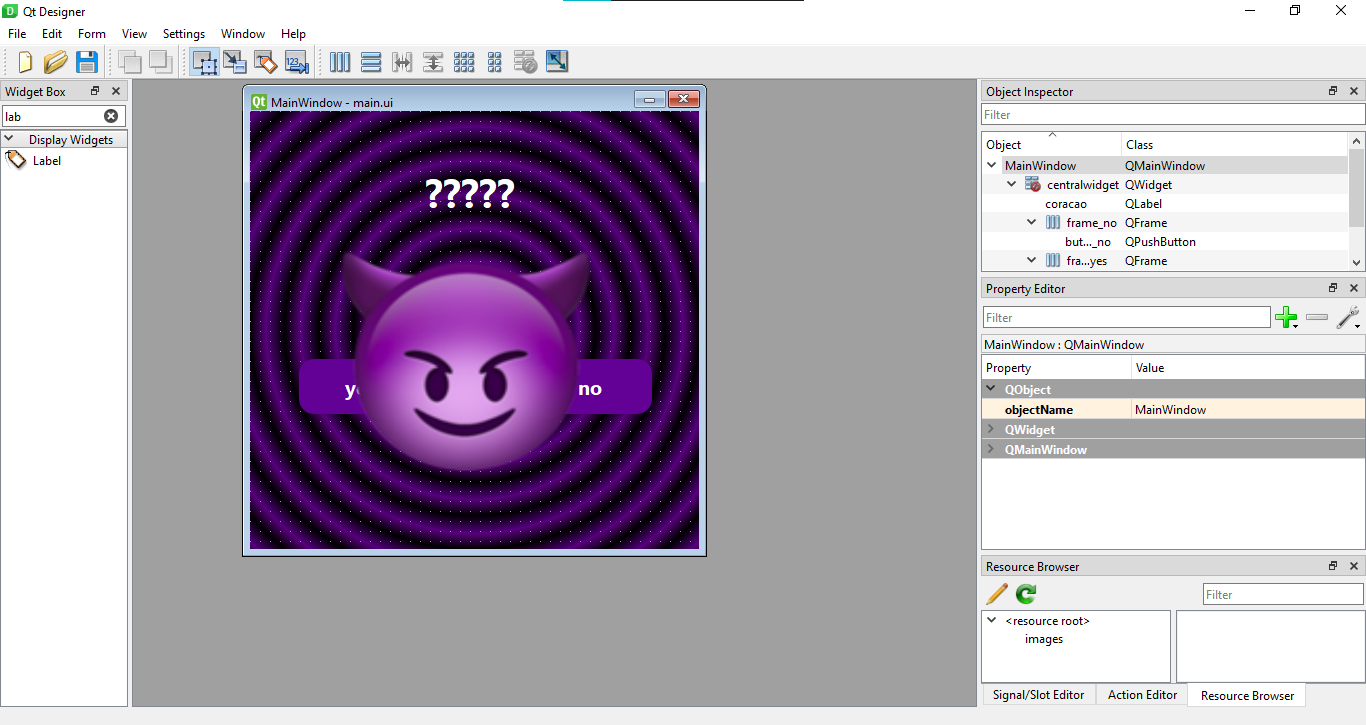 Qt Designer
File Edit Form View Settings Window Help
123
Widget Box
lab
Display Widgets
Label
Qt MainWindow - main.ui
?????
no
Object Inspector
Filter
Object Class
MainWindow QMainWindow
centralwidget QWidget
coracao QLabel
frame_no QFrame
but..._no QPushButton
fra...yes QFrame
Property Editor
Filter
MainWindow : QMainWindow
Property Value
QObject
objectName MainWindow
QWidget
QMainWindow
Resource Browser
Filter
<resource root>
images
Signal/Slot Editor Action Editor Resource Browser